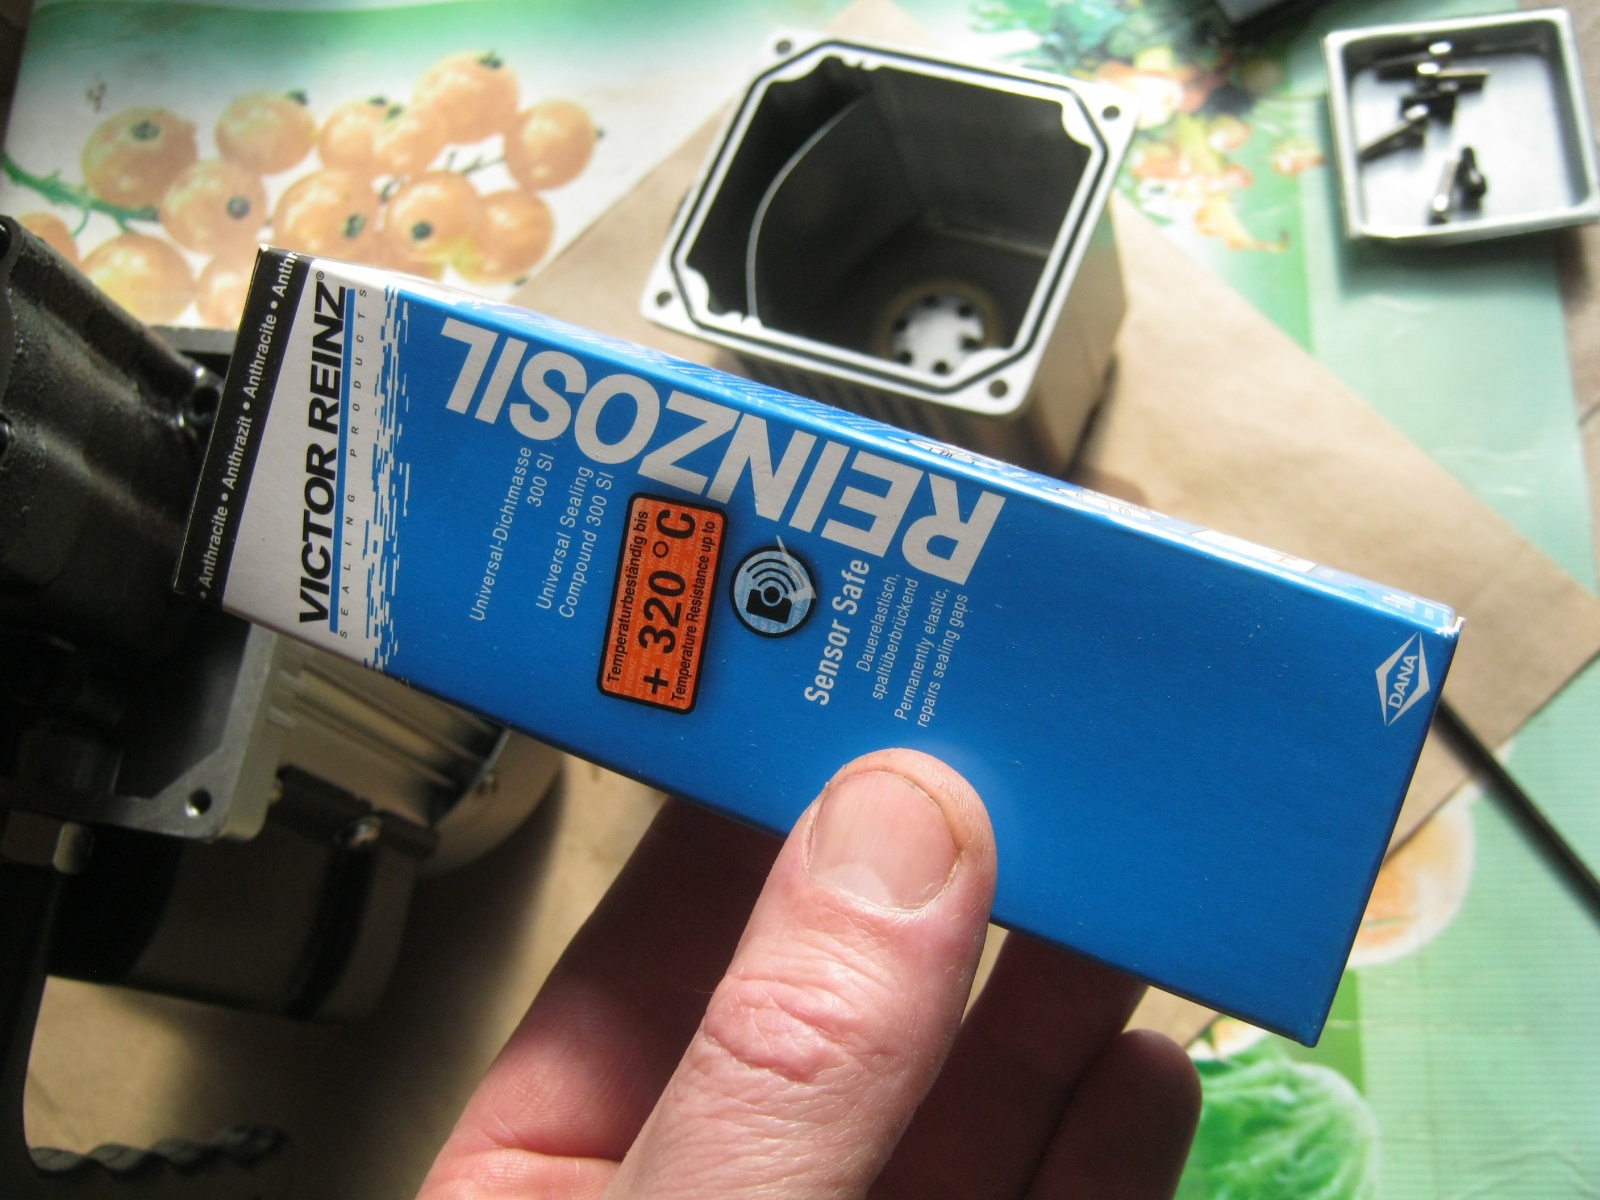 • Anthracite • Anthrazit • Anthracite • Anthr
VICTOR REINZ®
SEALING PRODUCTS
REINZOSIL
Universal-Dichtmasse
300 SI
Universal Sealing
Compound 300 SI
Temperaturbeständig bis
+ 320 °C
Temperature Resistance up to
Sensor Safe
Dauerelastisch,
spaltüberbrückend
Permanently elastic,
repairs sealing gaps
DANA